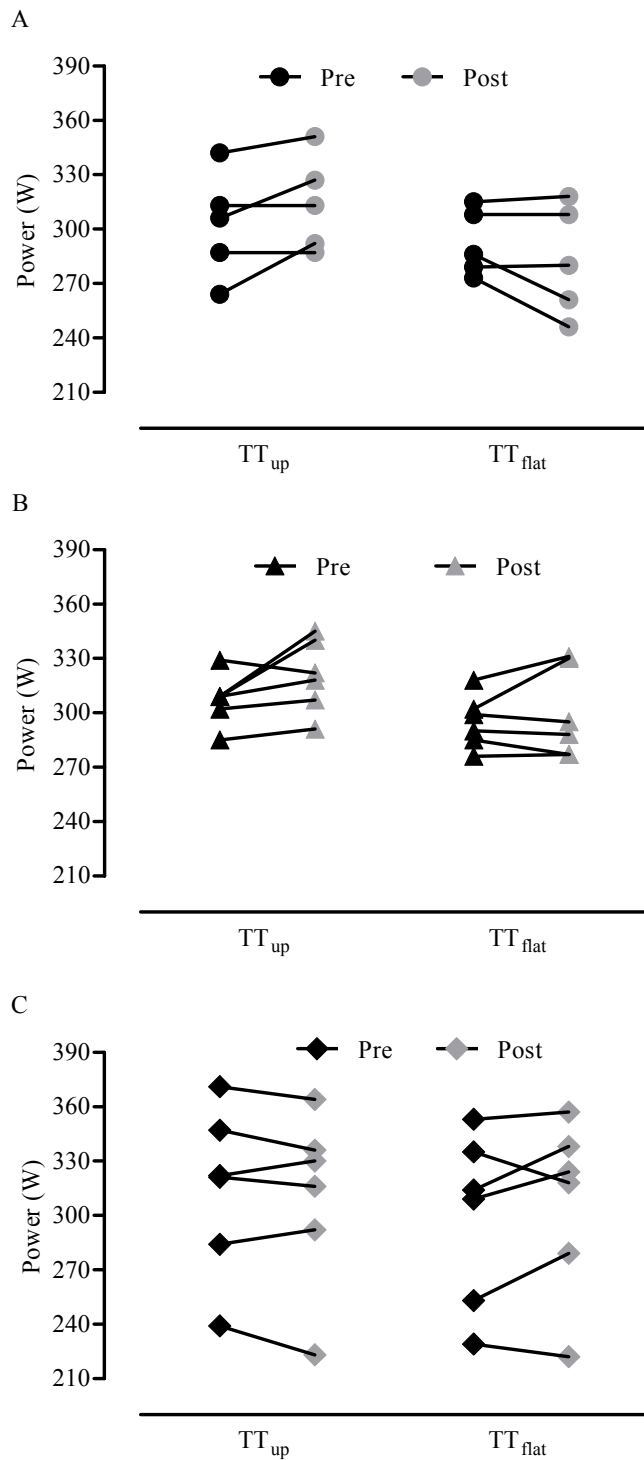 A
390
Pre Post
360
330
300
270
240
210
Power (W)
TTup TTflat
B
390
Pre Post
360
330
300
270
240
210
Power (W)
TTup TTflat
C
390
Pre Post
360
330
300
270
240
210
Power (W)
TTup TTflat